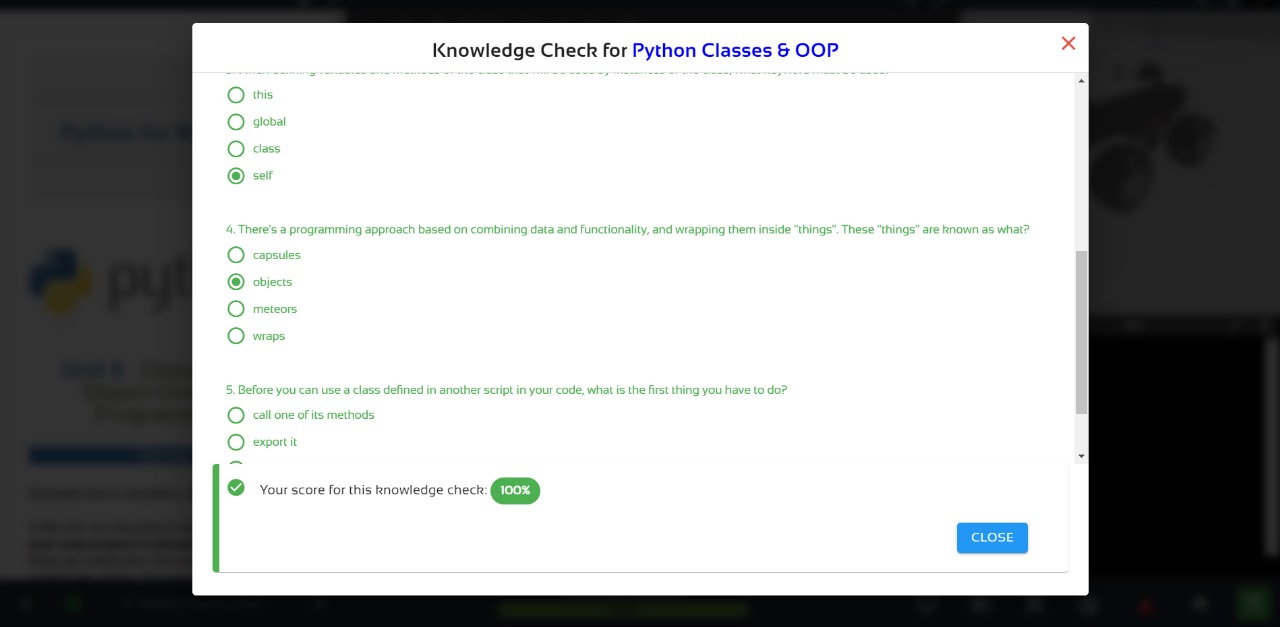 Knowledge Check for Python Classes & OOP
this
global
class
self
4. There's a programming approach based on combining data and functionality, and wrapping them inside "things". These "things" are known as what?
capsules
objects
meteors
wraps
5. Before you can use a class defined in another script in your code, what is the first thing you have to do?
call one of its methods
export it
Your score for this knowledge check: 100%
CLOSE